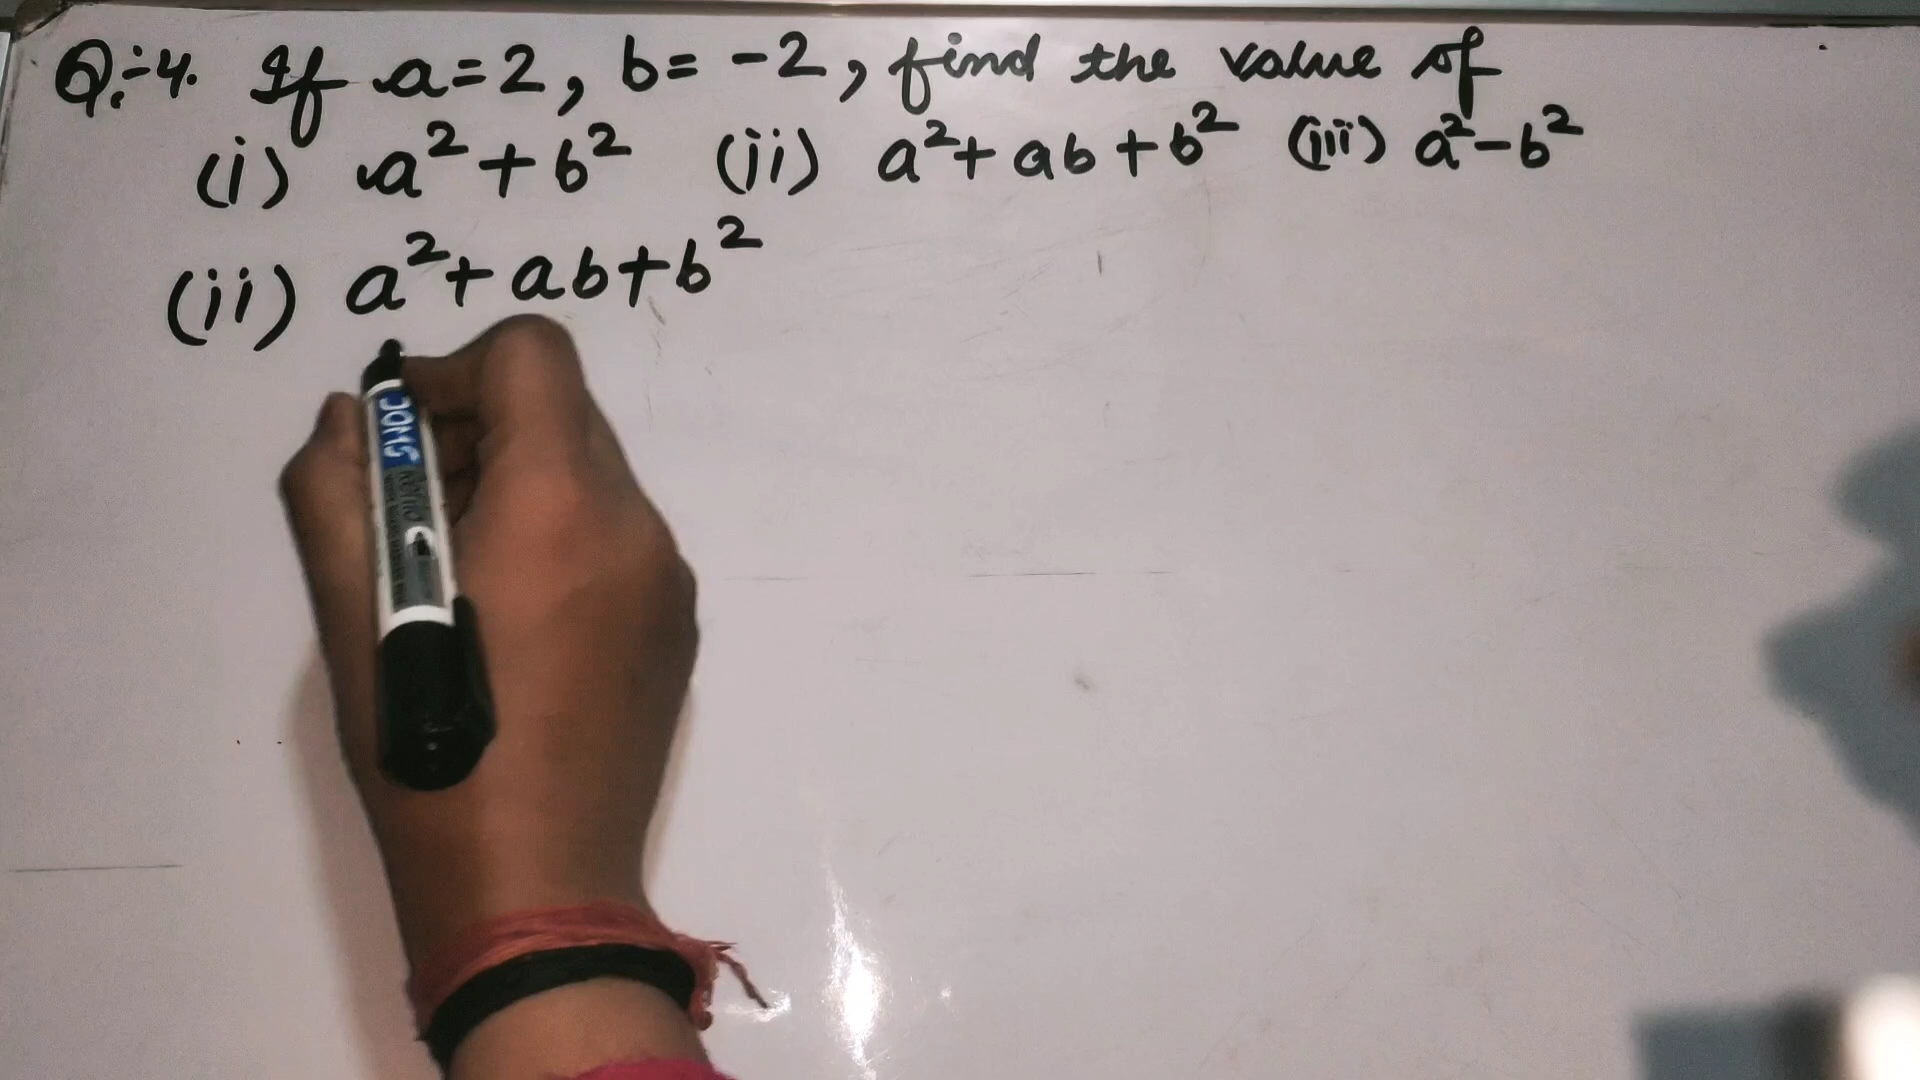 Q:-4. If a=2, b= -2, find the value of
(i) a²+b² (ii) a²+ab+b² (iii) a²-b²
(ii) a²+ab+b²
JOMS